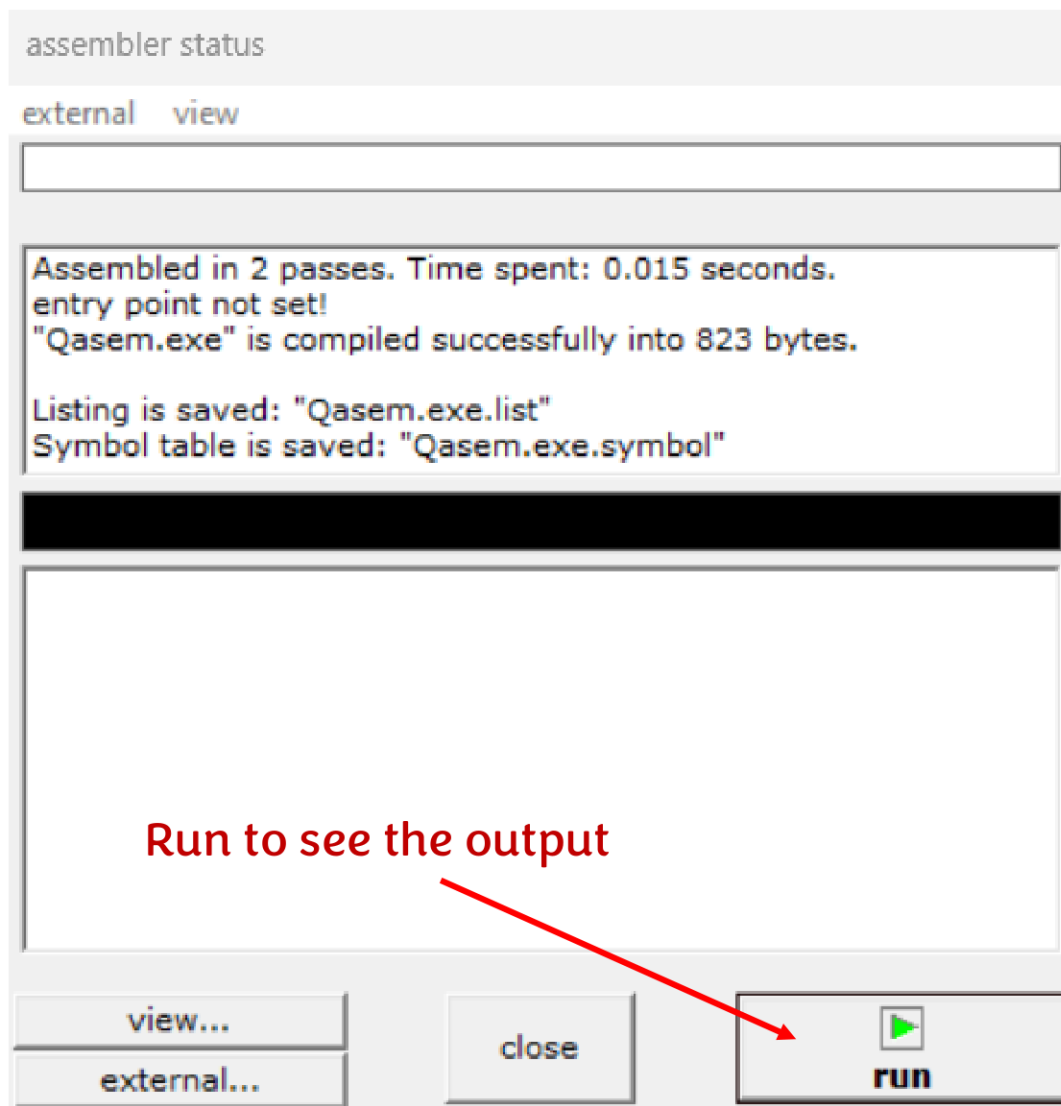 assembler status
external view
Assembled in 2 passes. Time spent: 0.015 seconds.
entry point not set!
"Qasem.exe" is compiled successfully into 823 bytes.
Listing is saved: "Qasem.exe.list"
Symbol table is saved: "Qasem.exe.symbol"
Run to see the output
view...
close
external...
run